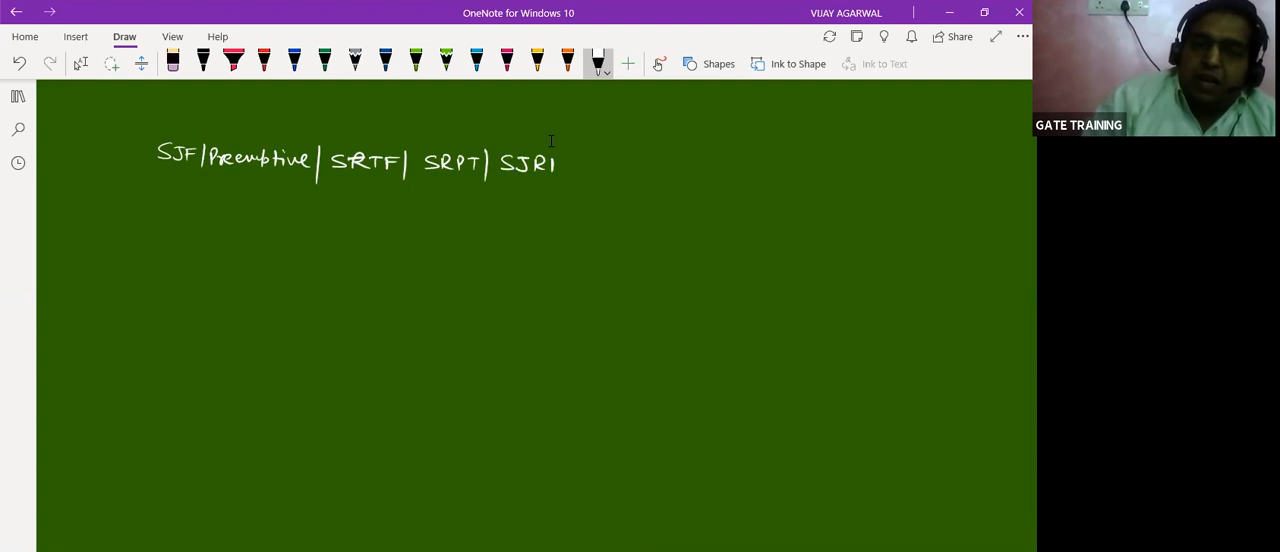 OneNote for Windows 10
VIJAY AGARWAL
Home Insert Draw View Help
Share
Shapes Ink to Shape Ink to Text
GATE TRAINING
SJF/Preemptive/SRTF/ SRPT/ SJRI